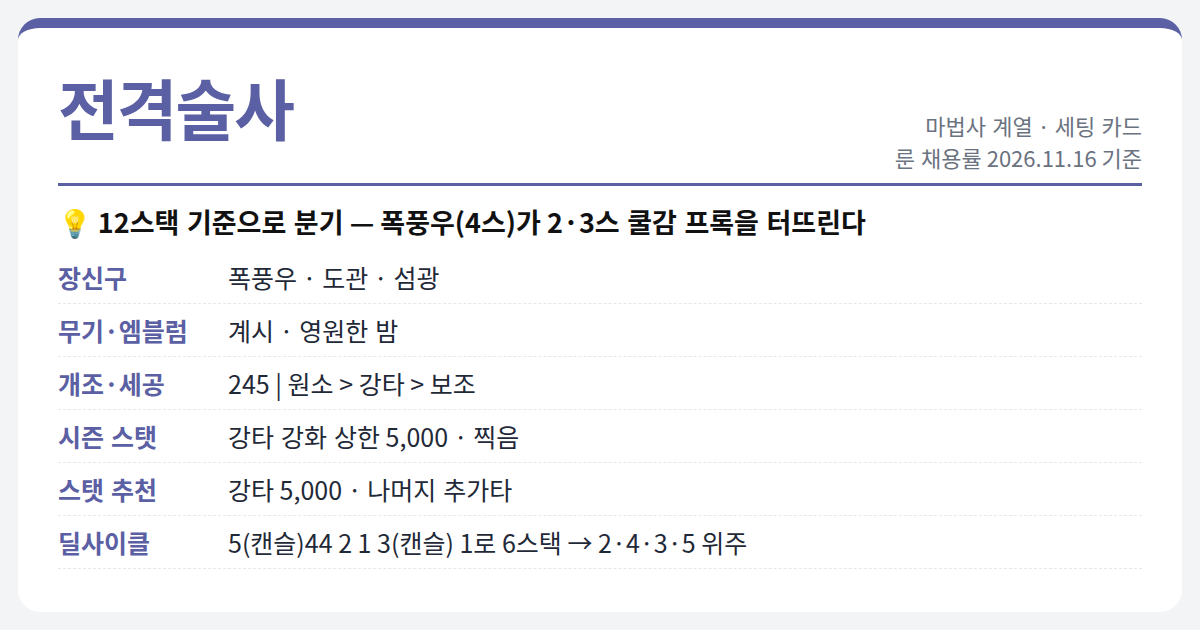 전격술사
마법사 계열 · 세팅 카드
룬 채용률 2026.11.16 기준
💡 12스택 기준으로 분기 — 폭풍우(4스)가 2·3스 쿨감 프록을 터뜨린다
장신구 폭풍우 · 도관 · 섬광
무기·엠블럼 계시 · 영원한 밤
개조·세공 245 | 원소 > 강타 > 보조
시즌 스탯 강타 강화 상한 5,000 · 찍음
스탯 추천 강타 5,000 · 나머지 추가타
딜사이클 5(캔슬)44 2 1 3(캔슬) 1로 6스택 → 2·4·3·5 위주